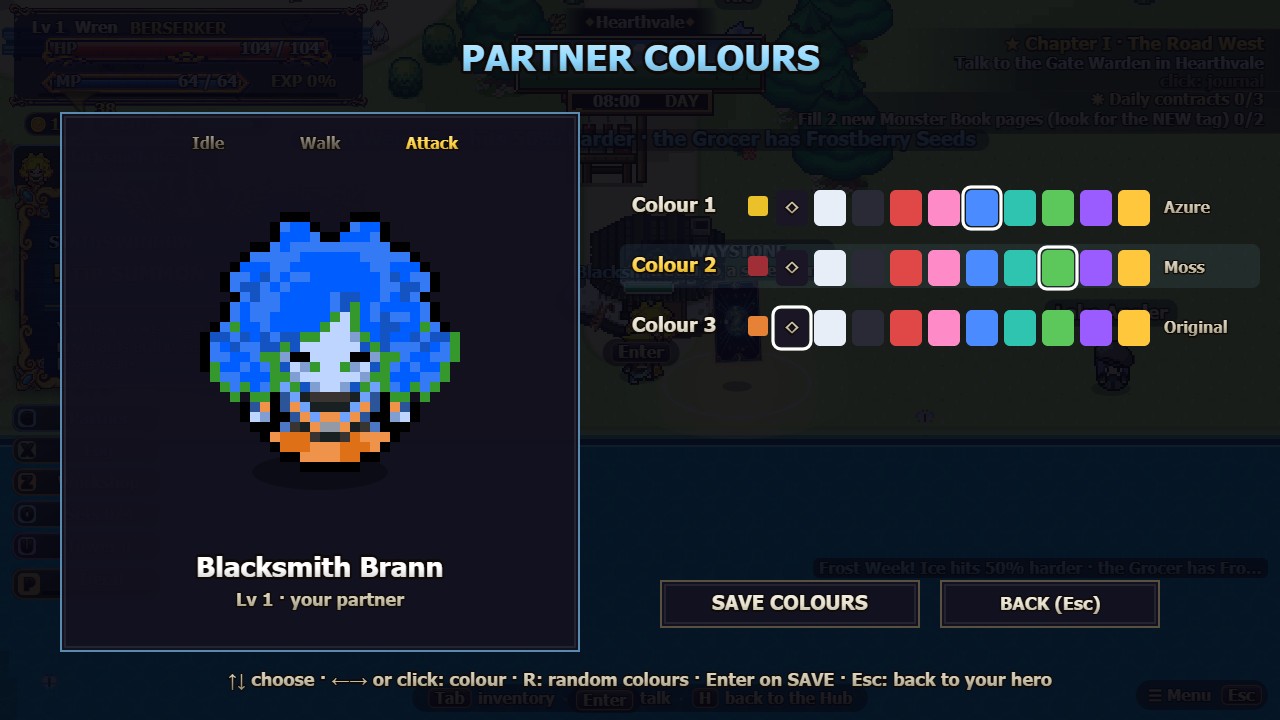 Lv 1 Wren BERSERKER
HP 104 / 104
MP 64 / 64 EXP 0%
Hearthvale
08:00 DAY
PARTNER COLOURS
★ Chapter I · The Road West
Talk to the Gate Warden in Hearthvale
click: journal
Daily contracts 0/3
Fill 2 new Monster Book pages (look for the NEW tag) 0/2
arder · the Grocer has Frostberry Seeds
Idle Walk Attack
Colour 1 Azure
WAYSTONE
Colour 2 Moss
Colour 3 Original
Enter
Blacksmith Brann
Lv 1 · your partner
Frost Week! Ice hits 50% harder · the Grocer has Fro...
SAVE COLOURS BACK (Esc)
↑↓ choose · ←→ or click: colour · R: random colours · Enter on SAVE · Esc: back to your hero
Tab inventory · Enter talk · H back to the Hub
☰ Menu Esc